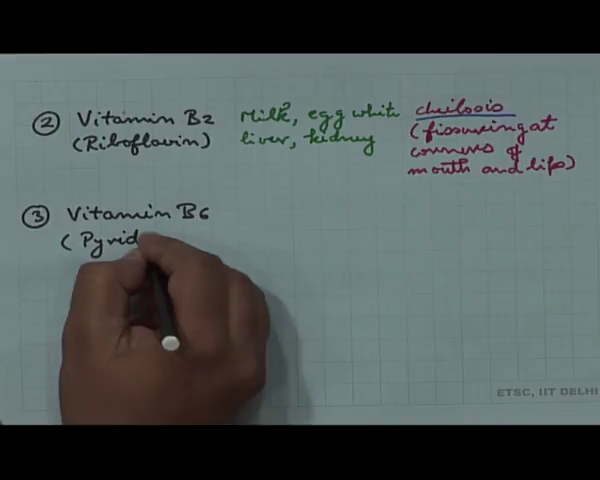 ② Vitamin B2 Milk, egg white cheilosis
(Riboflavin) liver, kidney (fissuring at
corners of
mouth and lips)
③ Vitamin B6
( Pyrid
ETSC, IIT DELHI